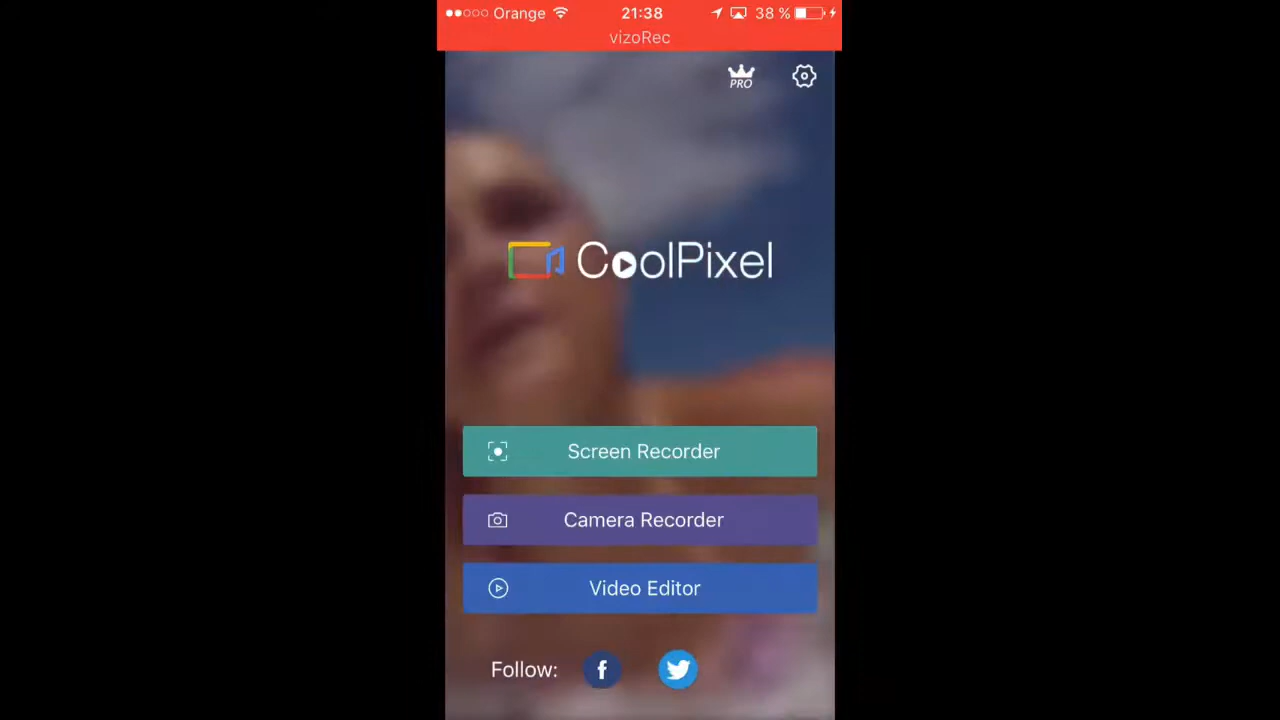 Orange 21:38 38 %
vizoRec
PRO
CoolPixel
Screen Recorder
Camera Recorder
Video Editor
Follow: